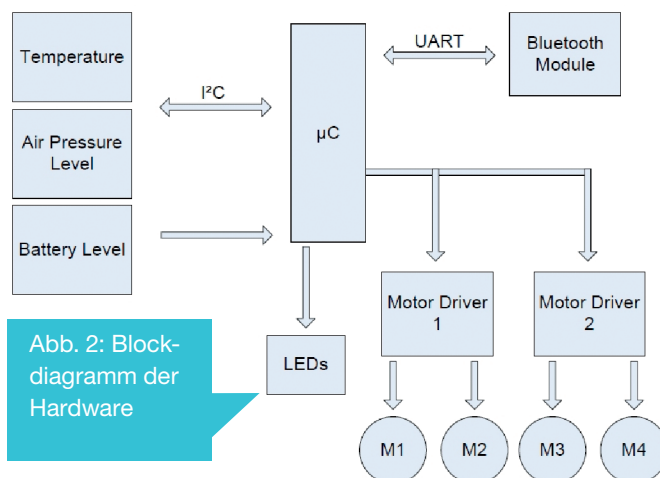 Temperature
Air Pressure
Level
Battery Level
I²C
µC
UART
Bluetooth
Module
Motor Driver
1
Motor Driver
2
LEDs
M1
M2
M3
M4
Abb. 2: Block-
diagramm der
Hardware